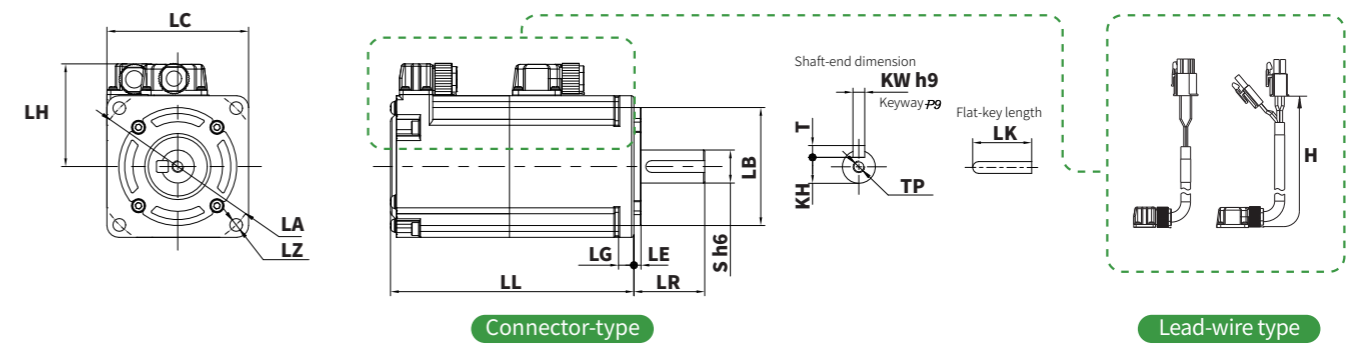 LC
LH
LA
LZ
LG
LE
LL
LR
LB
S h6
Shaft-end dimension
KW h9
Keyway P9
T
KH
TP
Flat-key length
LK
H
Connector-type
Lead-wire type